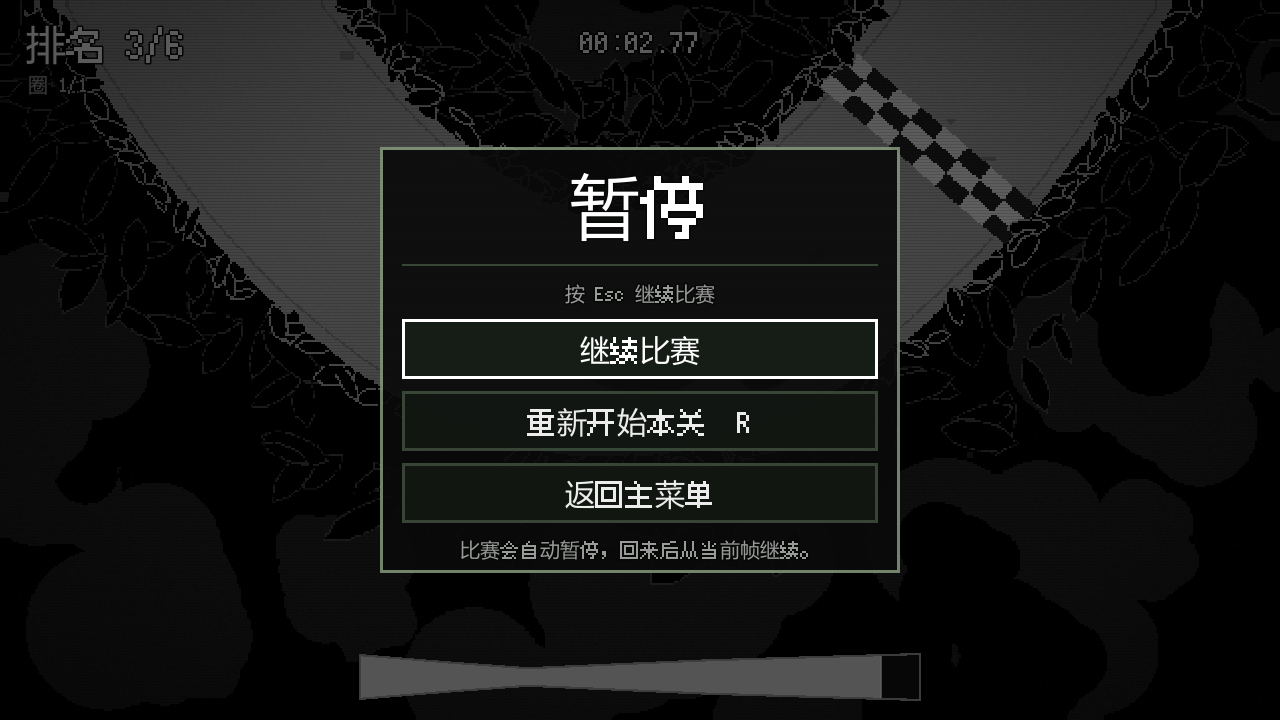 排名 3/6
00:02.77
圈 1/1
暂停
按 Esc 继续比赛
继续比赛
重新开始本关 R
返回主菜单
比赛会自动暂停，回来后从当前帧继续。